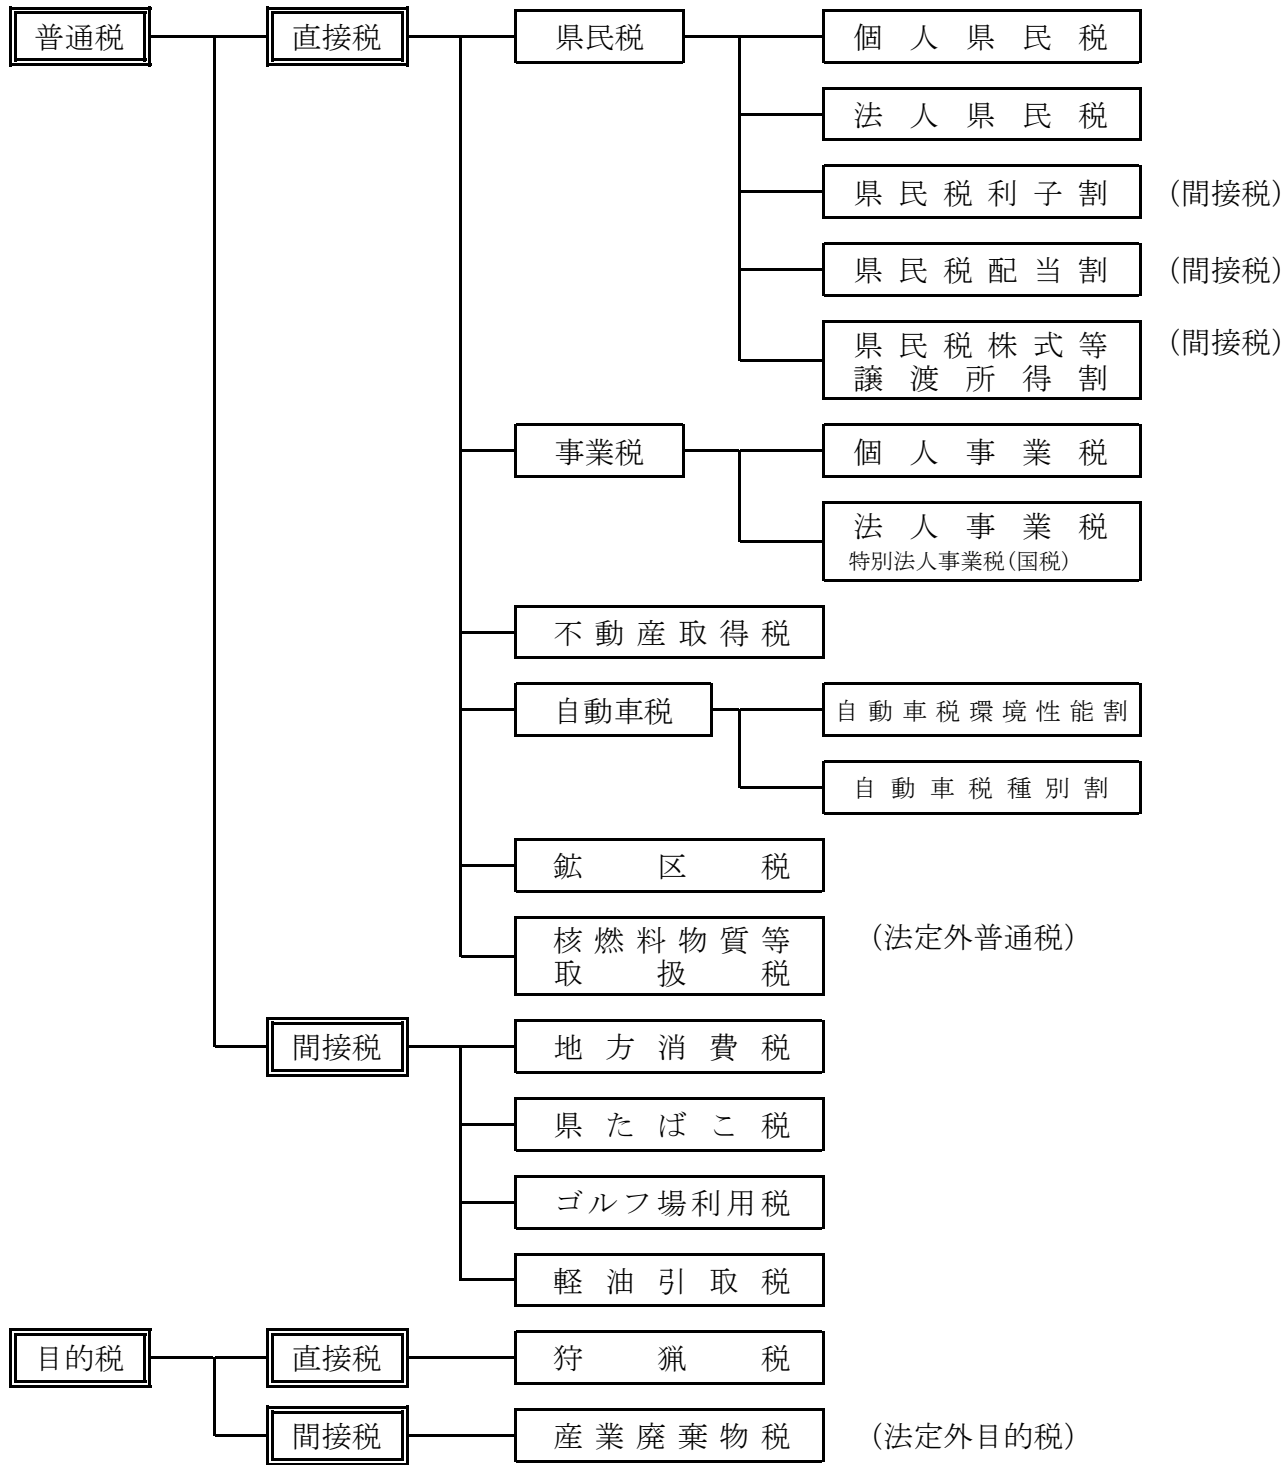 普通税
直接税
県民税
個人県民税
法人県民税
県民税利子割
(間接税)
県民税配当割
(間接税)
県民税株式等
譲渡所得割
(間接税)
事業税
個人事業税
法人事業税
特別法人事業税(国税)
不動産取得税
自動車税
自動車税環境性能割
自動車税種別割
鉱区税
核燃料物質等
取扱税
(法定外普通税)
間接税
地方消費税
県たばこ税
ゴルフ場利用税
軽油引取税
目的税
直接税
狩猟税
間接税
産業廃棄物税
(法定外目的税)